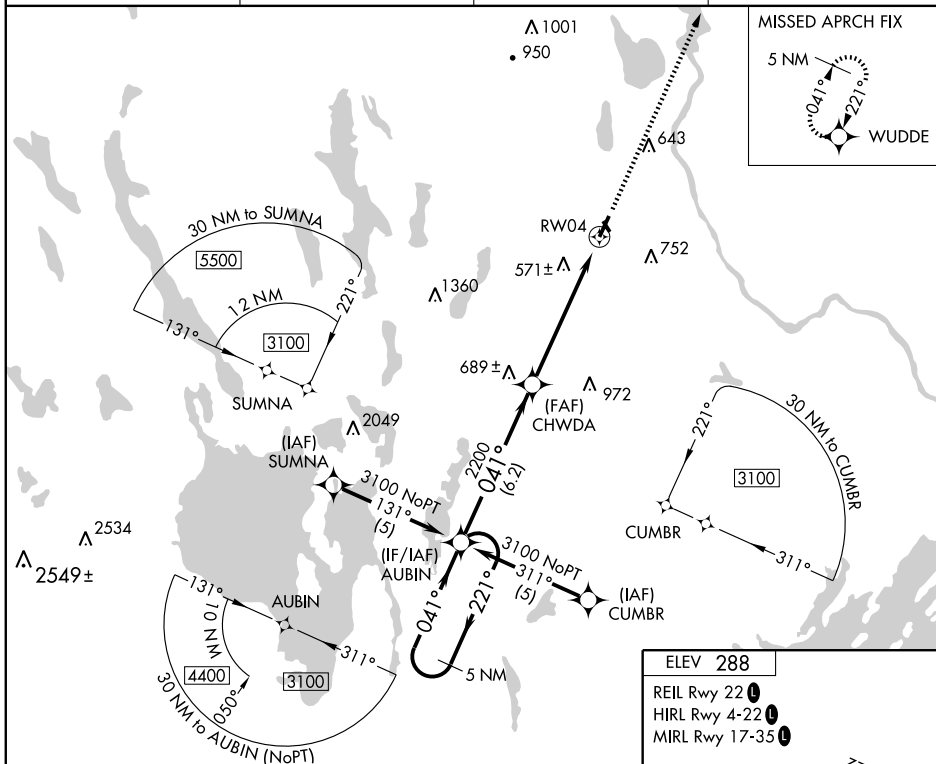 1001
950
MISSED APRCH FIX
5 NM
041°
221°
WUDDE
643
30 NM to SUMNA
5500
12 NM
221°
131°
3100
SUMNA
RW04
571±
752
1360
689±
972
(FAF)
CHWDA
2049
(IAF)
SUMNA
2200
041°
(6.2)
3100 NoPT
131°
(5)
30 NM to CUMBR
221°
3100
CUMBR
311°
2534
2549±
(IF/IAF)
AUBIN
3100 NoPT
311°
(5)
(IAF)
CUMBR
041°
221°
5 NM
131°
AUBIN
10 NM
311°
4400
050°
3100
30 NM to AUBIN (NoPT)
ELEV 288
REIL Rwy 22 L
HIRL Rwy 4-22 L
MIRL Rwy 17-35 L